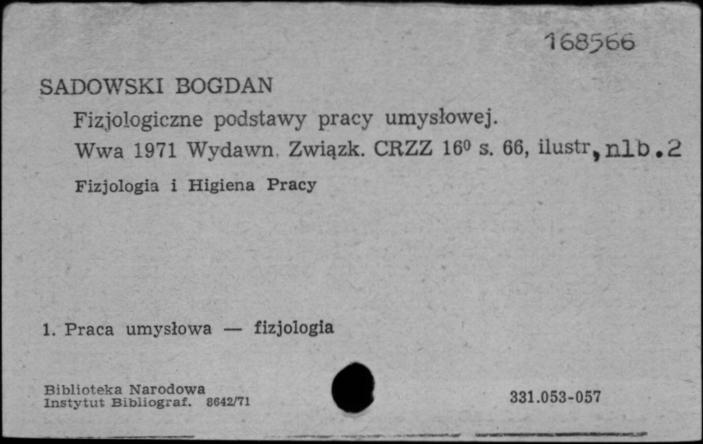 168566
SADOWSKI BOGDAN
Fizjologiczne podstawy pracy umysłowej.
Wwa 1971 Wydawn. Związk. CRZZ 16⁰ s. 66, ilustr, nlb. 2
Fizjologia i Higiena Pracy
1. Praca umysłowa — fizjologia
Biblioteka Narodowa
Instytut Bibliograf. 8642/71
331.053-057